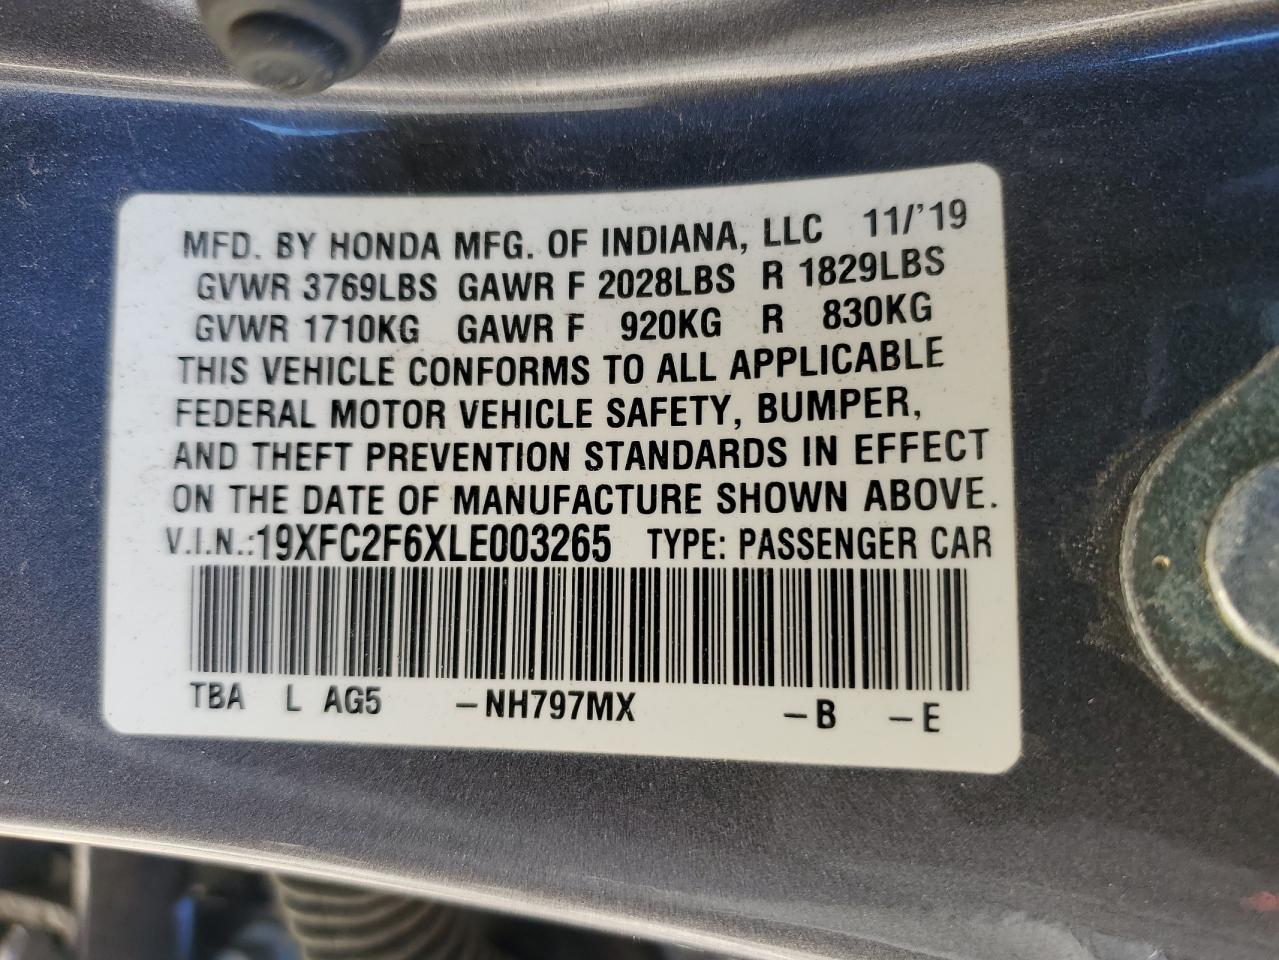 MFD. BY HONDA MFG. OF INDIANA, LLC 11/'19
GVWR 3769LBS GAWR F 2028LBS R 1829LBS
GVWR 1710KG GAWR F 920KG R 830KG
THIS VEHICLE CONFORMS TO ALL APPLICABLE
FEDERAL MOTOR VEHICLE SAFETY, BUMPER,
AND THEFT PREVENTION STANDARDS IN EFFECT
ON THE DATE OF MANUFACTURE SHOWN ABOVE.
V.I.N.:19XFC2F6XLE003265 TYPE: PASSENGER CAR
TBA L AG5 -NH797MX -B -E